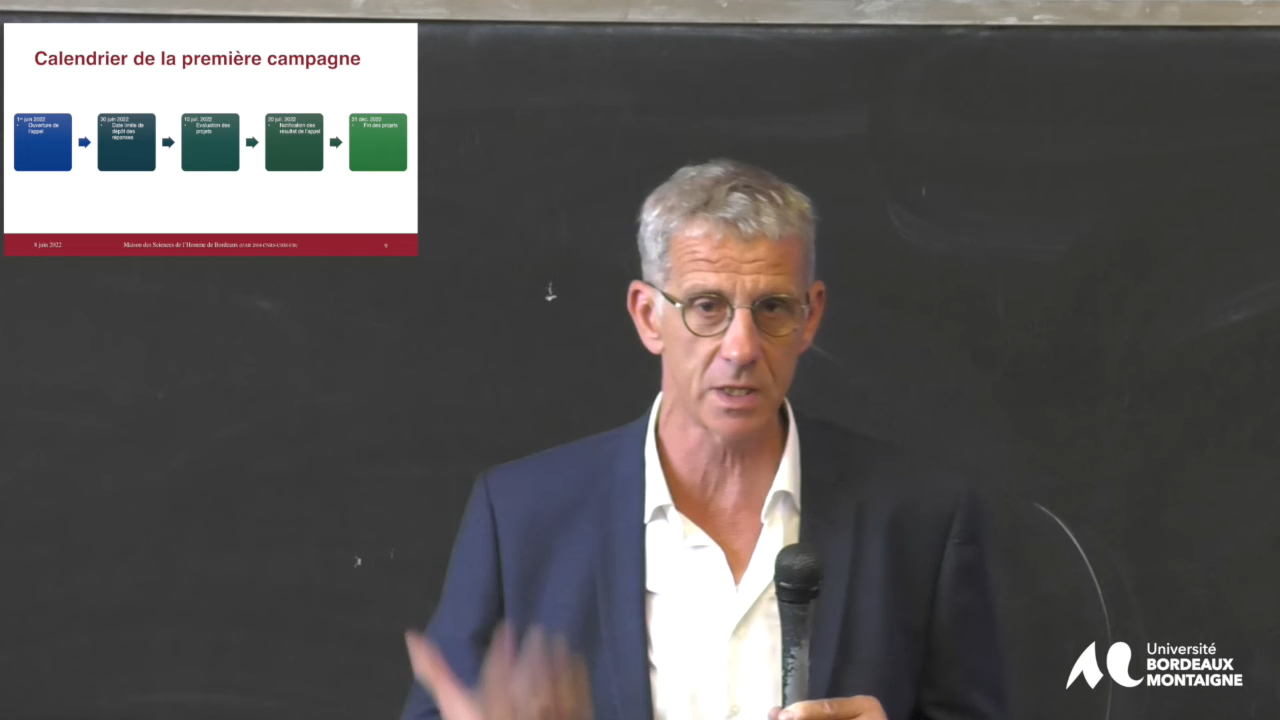 Calendrier de la première campagne
1er juin 2022
• Ouverture de
l'appel
30 juin 2022
• Date limite de
dépôt des
réponses
10 juil. 2022
• Evaluation des
projets
20 juil. 2022
• Notification des
résultat de l'appel
31 déc. 2022
• Fin des projets
8 juin 2022
Maison des Sciences de l'Homme de Bordeaux
9
Université
BORDEAUX
MONTAIGNE